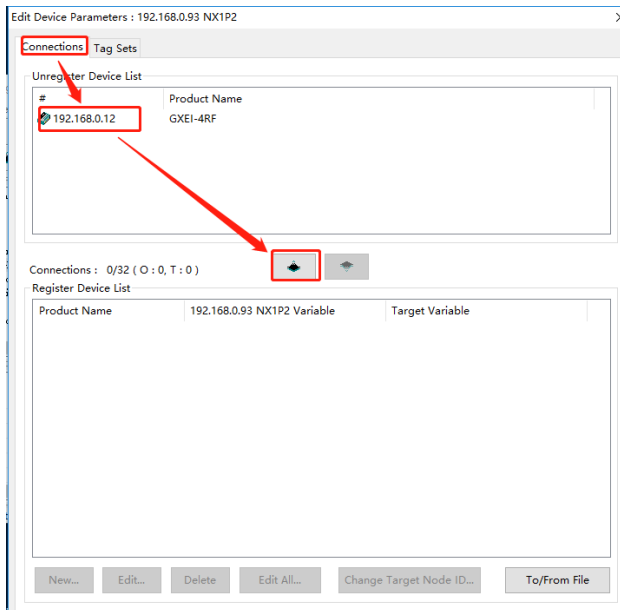 Edit Device Parameters : 192.168.0.93 NX1P2
Connections Tag Sets
Unregister Device List
# Product Name
192.168.0.12 GXEI-4RF
Connections : 0/32 ( O : 0, T : 0 )
Register Device List
Product Name 192.168.0.93 NX1P2 Variable Target Variable
New... Edit... Delete Edit All... Change Target Node ID... To/From File